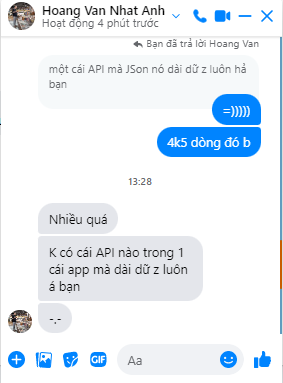 Hoang Van Nhat Anh
Hoạt động 4 phút trước
Bạn đã trả lời Hoang Van
một cái API mà JSon nó dài dữ z luôn hả
bạn
=)))))
4k5 dòng đó b
13:28
Nhiều quá
K có cái API nào trong 1
cái app mà dài dữ z luôn
á bạn
-.-
GIF
Aa